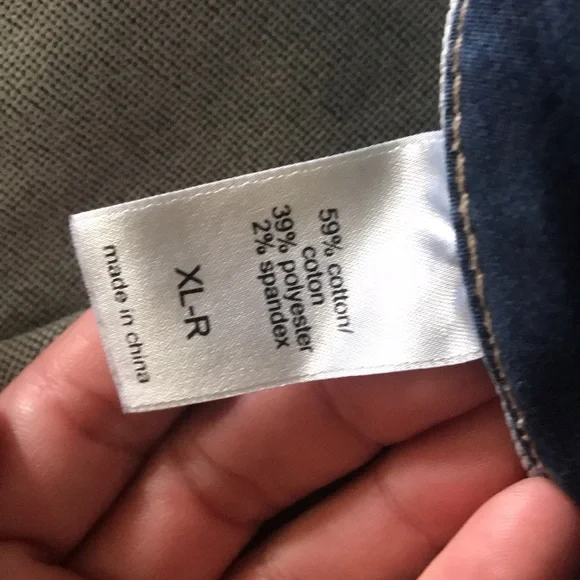 59% cotton/
coton
39% polyester
2% spandex
XL-R
made in china